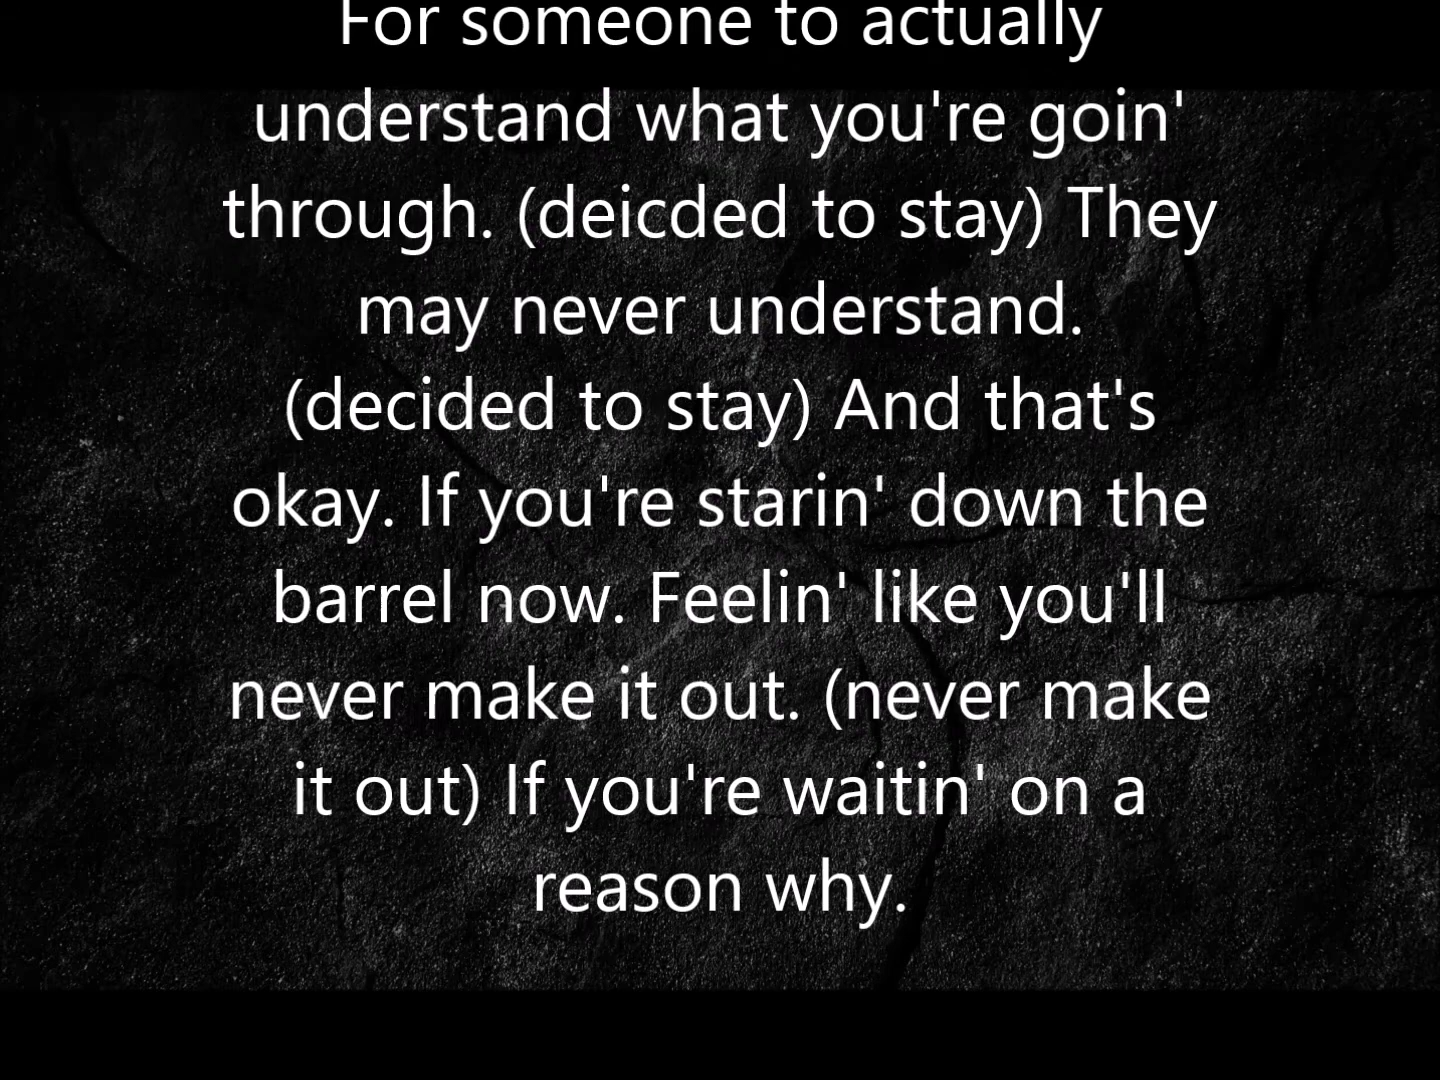 For someone to actually
understand what you're goin'
through. (deicded to stay) They
may never understand.
(decided to stay) And that's
okay. If you're starin' down the
barrel now. Feelin' like you'll
never make it out. (never make
it out) If you're waitin' on a
reason why.